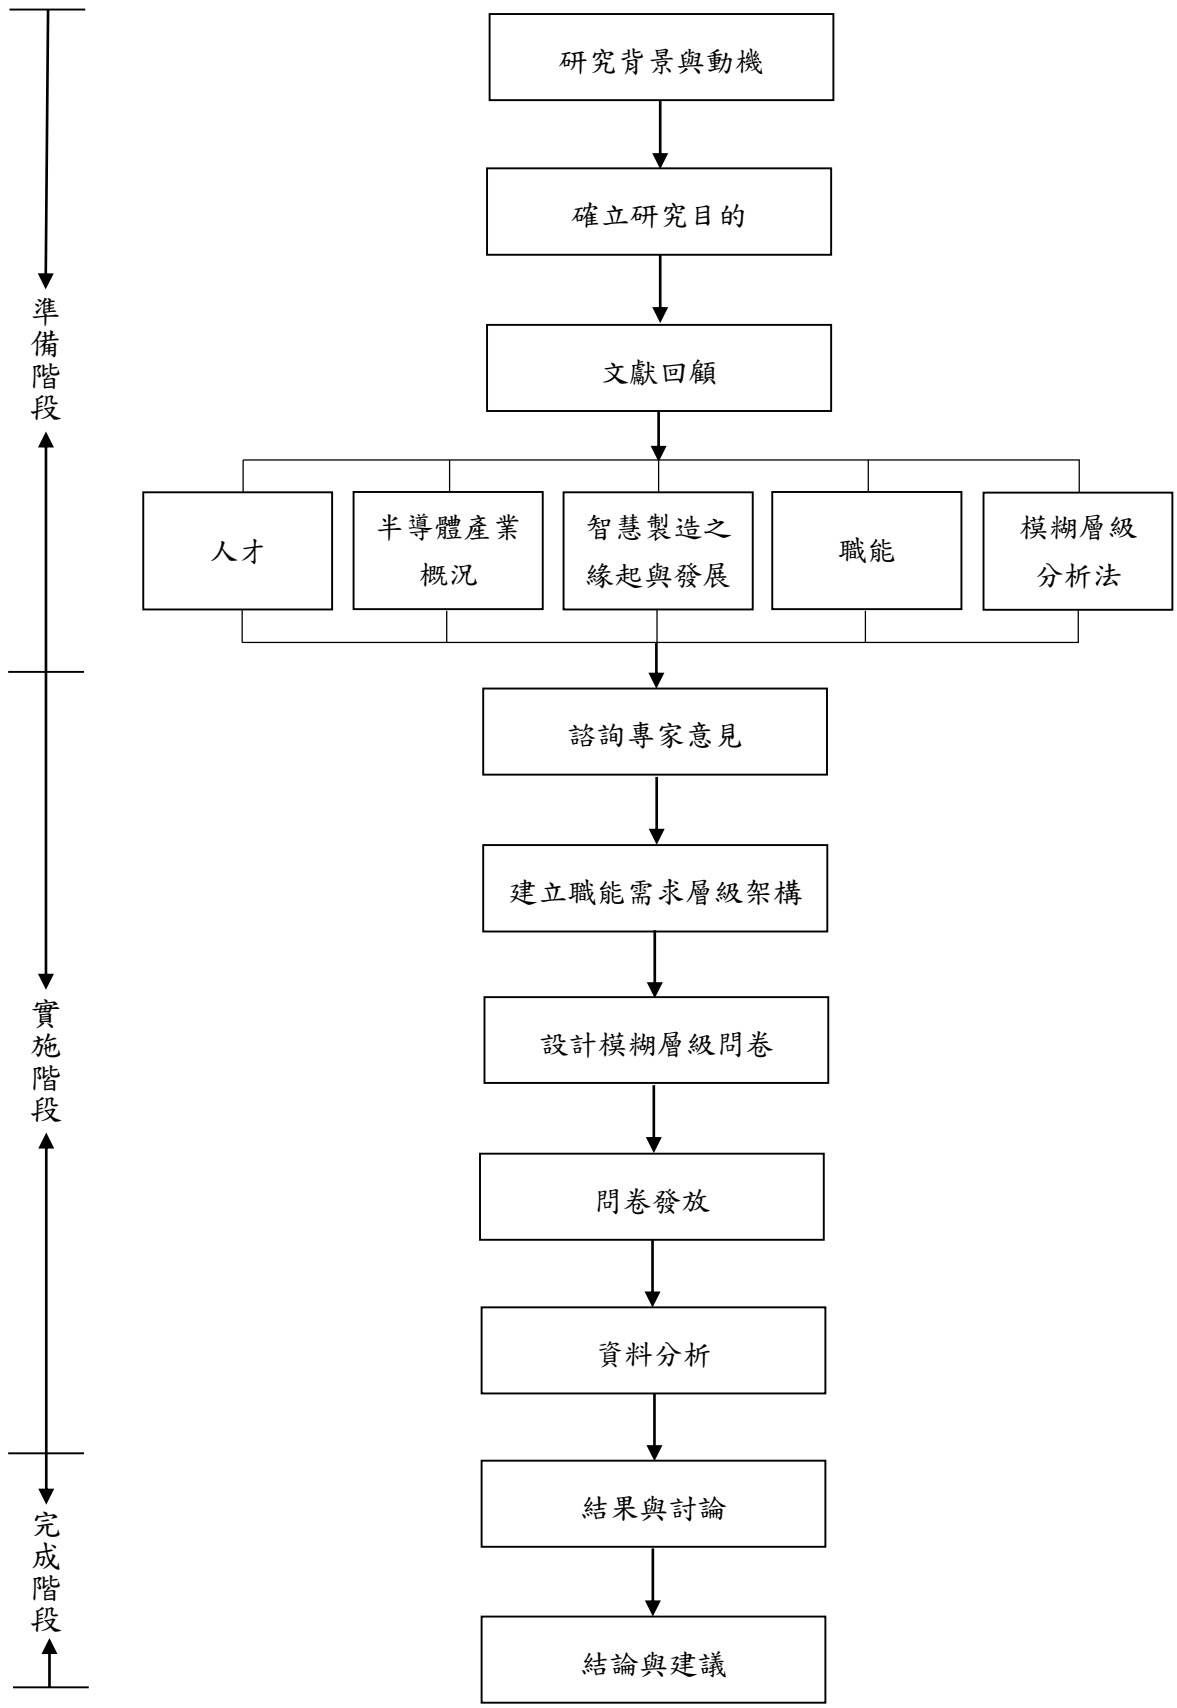 研究背景與動機
確立研究目的
準備階段
文獻回顧
人才
半導體產業
概況
智慧製造之
緣起與發展
職能
模糊層級
分析法
諮詢專家意見
建立職能需求層級架構
實施階段
設計模糊層級問卷
問卷發放
資料分析
完成階段
結果與討論
結論與建議